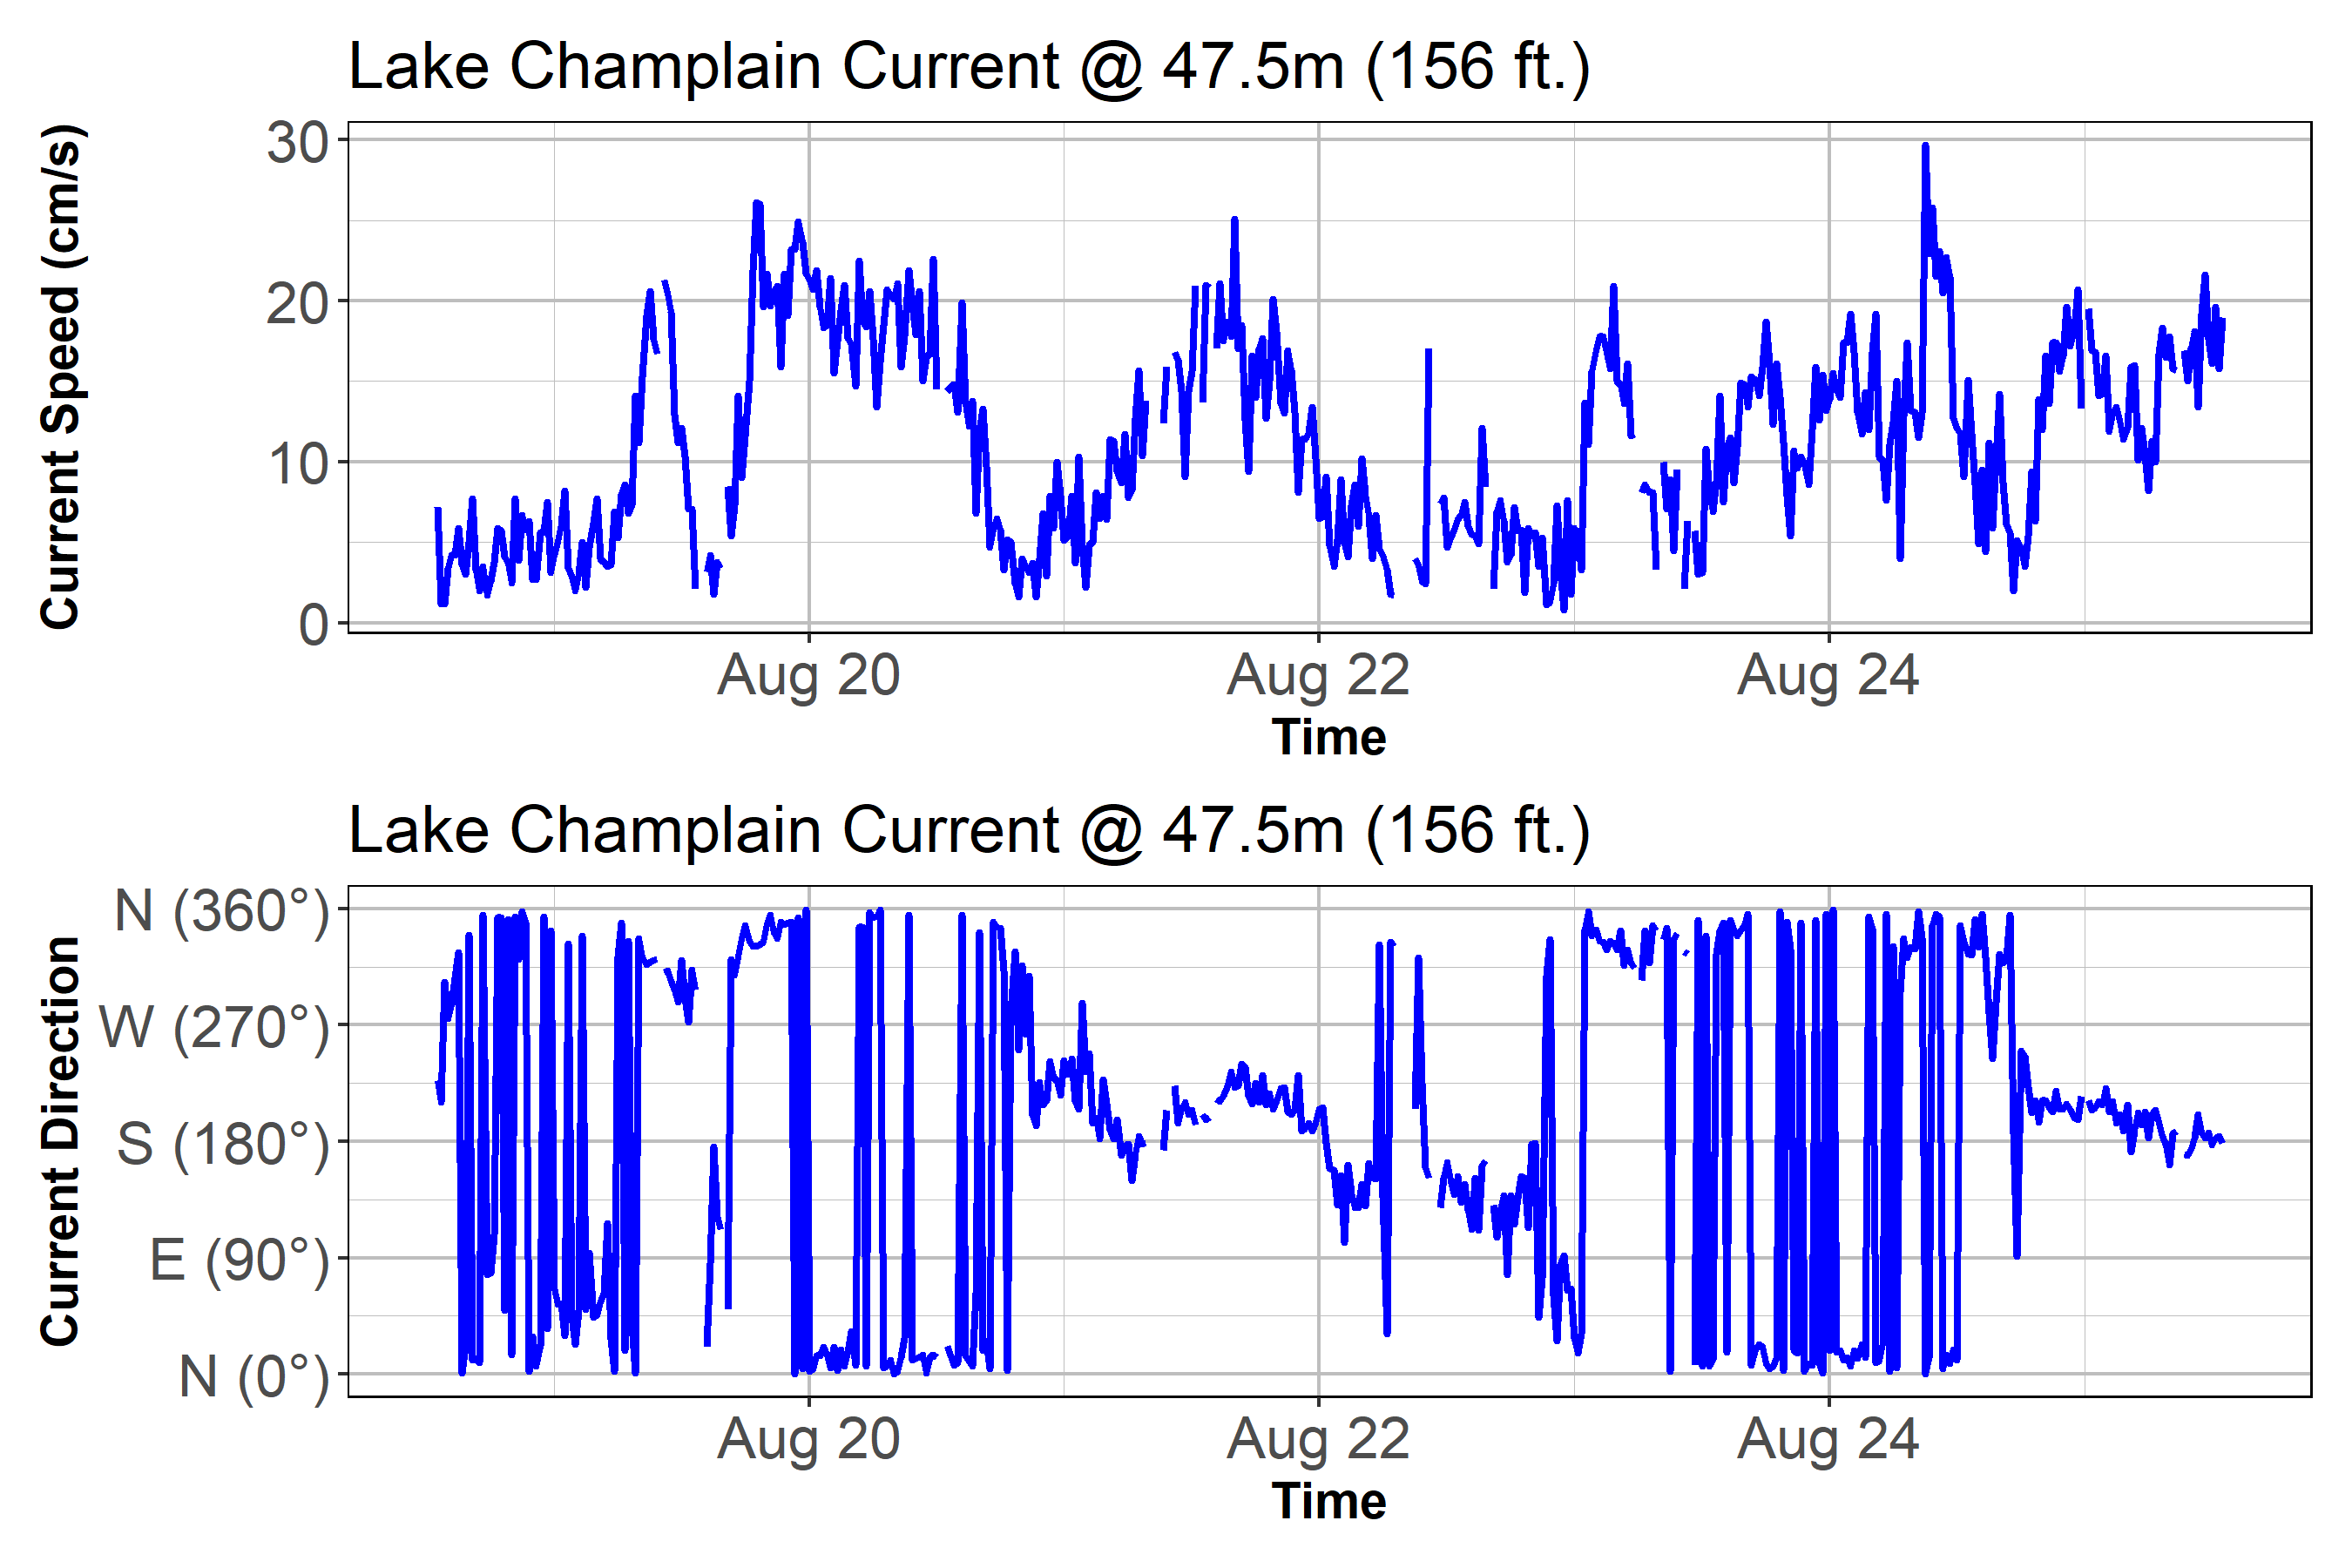 Lake Champlain Current @ 47.5m (156 ft.)
Current Speed (cm/s)
30
20
10
0
Aug 20 Aug 22 Aug 24
Time
Lake Champlain Current @ 47.5m (156 ft.)
Current Direction
N (360°)
W (270°)
S (180°)
E (90°)
N (0°)
Aug 20 Aug 22 Aug 24
Time